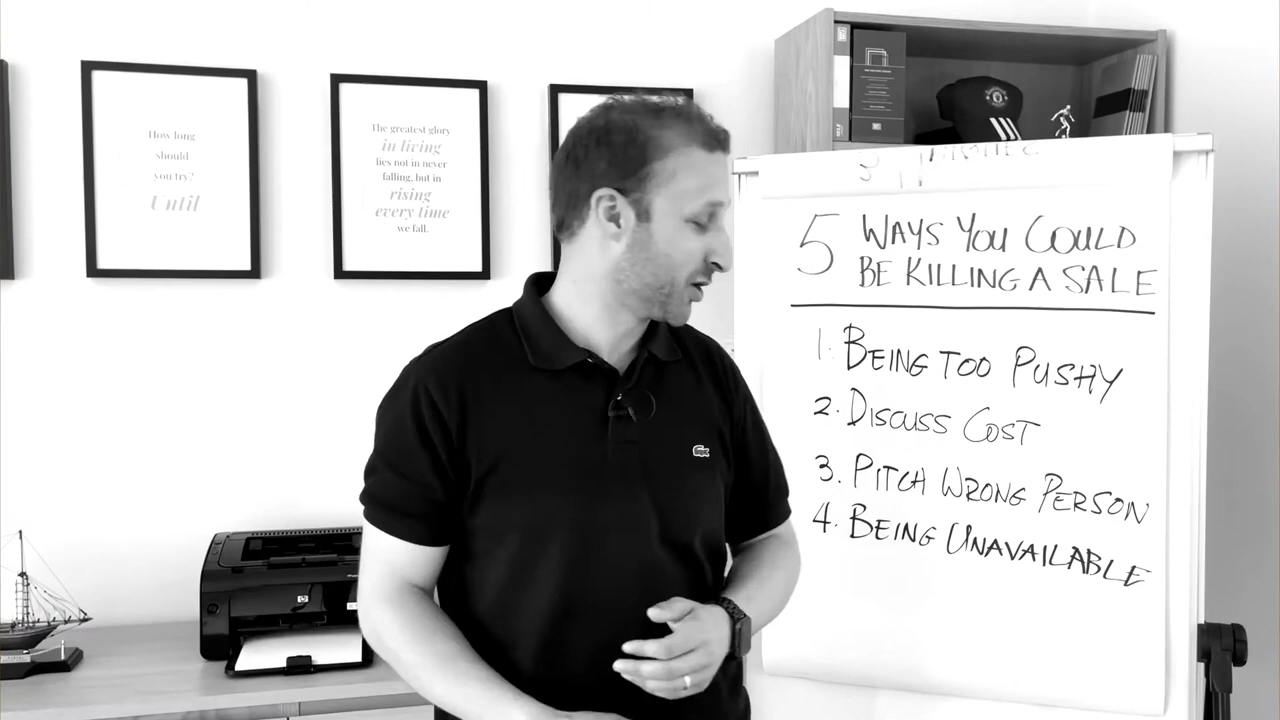 How long
should
you try?
Until
The greatest glory
in living
lies not in never
falling, but in
rising
every time
we fall.
5 WAYS YOU COULD
BE KILLING A SALE
1. BEING TOO PUSHY
2. DISCUSS COST
3. PITCH WRONG PERSON
4. BEING UNAVAILABLE
hp